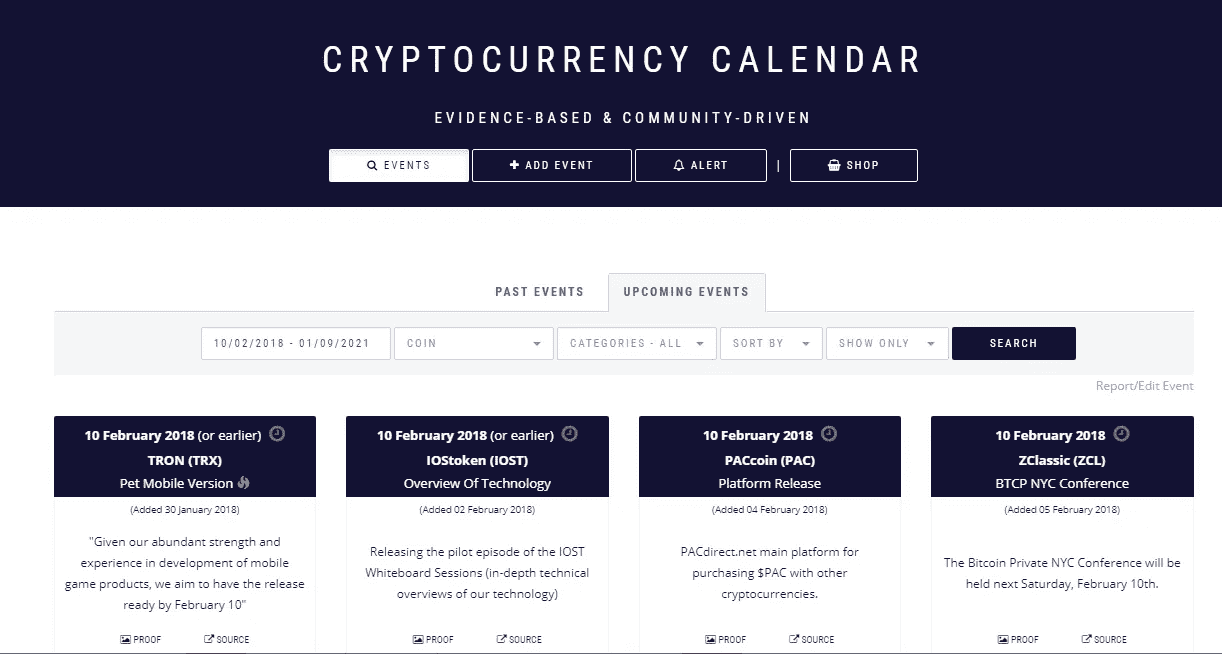 CRYPTOCURRENCY CALENDAR
EVIDENCE-BASED & COMMUNITY-DRIVEN
EVENTS
ADD EVENT
ALERT
|
SHOP
PAST EVENTS
UPCOMING EVENTS
10/02/2018 - 01/09/2021
COIN
CATEGORIES - ALL
SORT BY
SHOW ONLY
SEARCH
Report/Edit Event
10 February 2018 (or earlier)
TRON (TRX)
Pet Mobile Version
(Added 30 January 2018)
"Given our abundant strength and
experience in development of mobile
game products, we aim to have the release
ready by February 10"
PROOF
SOURCE
10 February 2018 (or earlier)
IOStoken (IOST)
Overview Of Technology
(Added 02 February 2018)
Releasing the pilot episode of the IOST
Whiteboard Sessions (in-depth technical
overviews of our technology)
PROOF
SOURCE
10 February 2018
PACcoin (PAC)
Platform Release
(Added 04 February 2018)
PACdirect.net main platform for
purchasing $PAC with other
cryptocurrencies.
PROOF
SOURCE
10 February 2018
ZClassic (ZCL)
BTCP NYC Conference
(Added 05 February 2018)
The Bitcoin Private NYC Conference will be
held next Saturday, February 10th.
PROOF
SOURCE